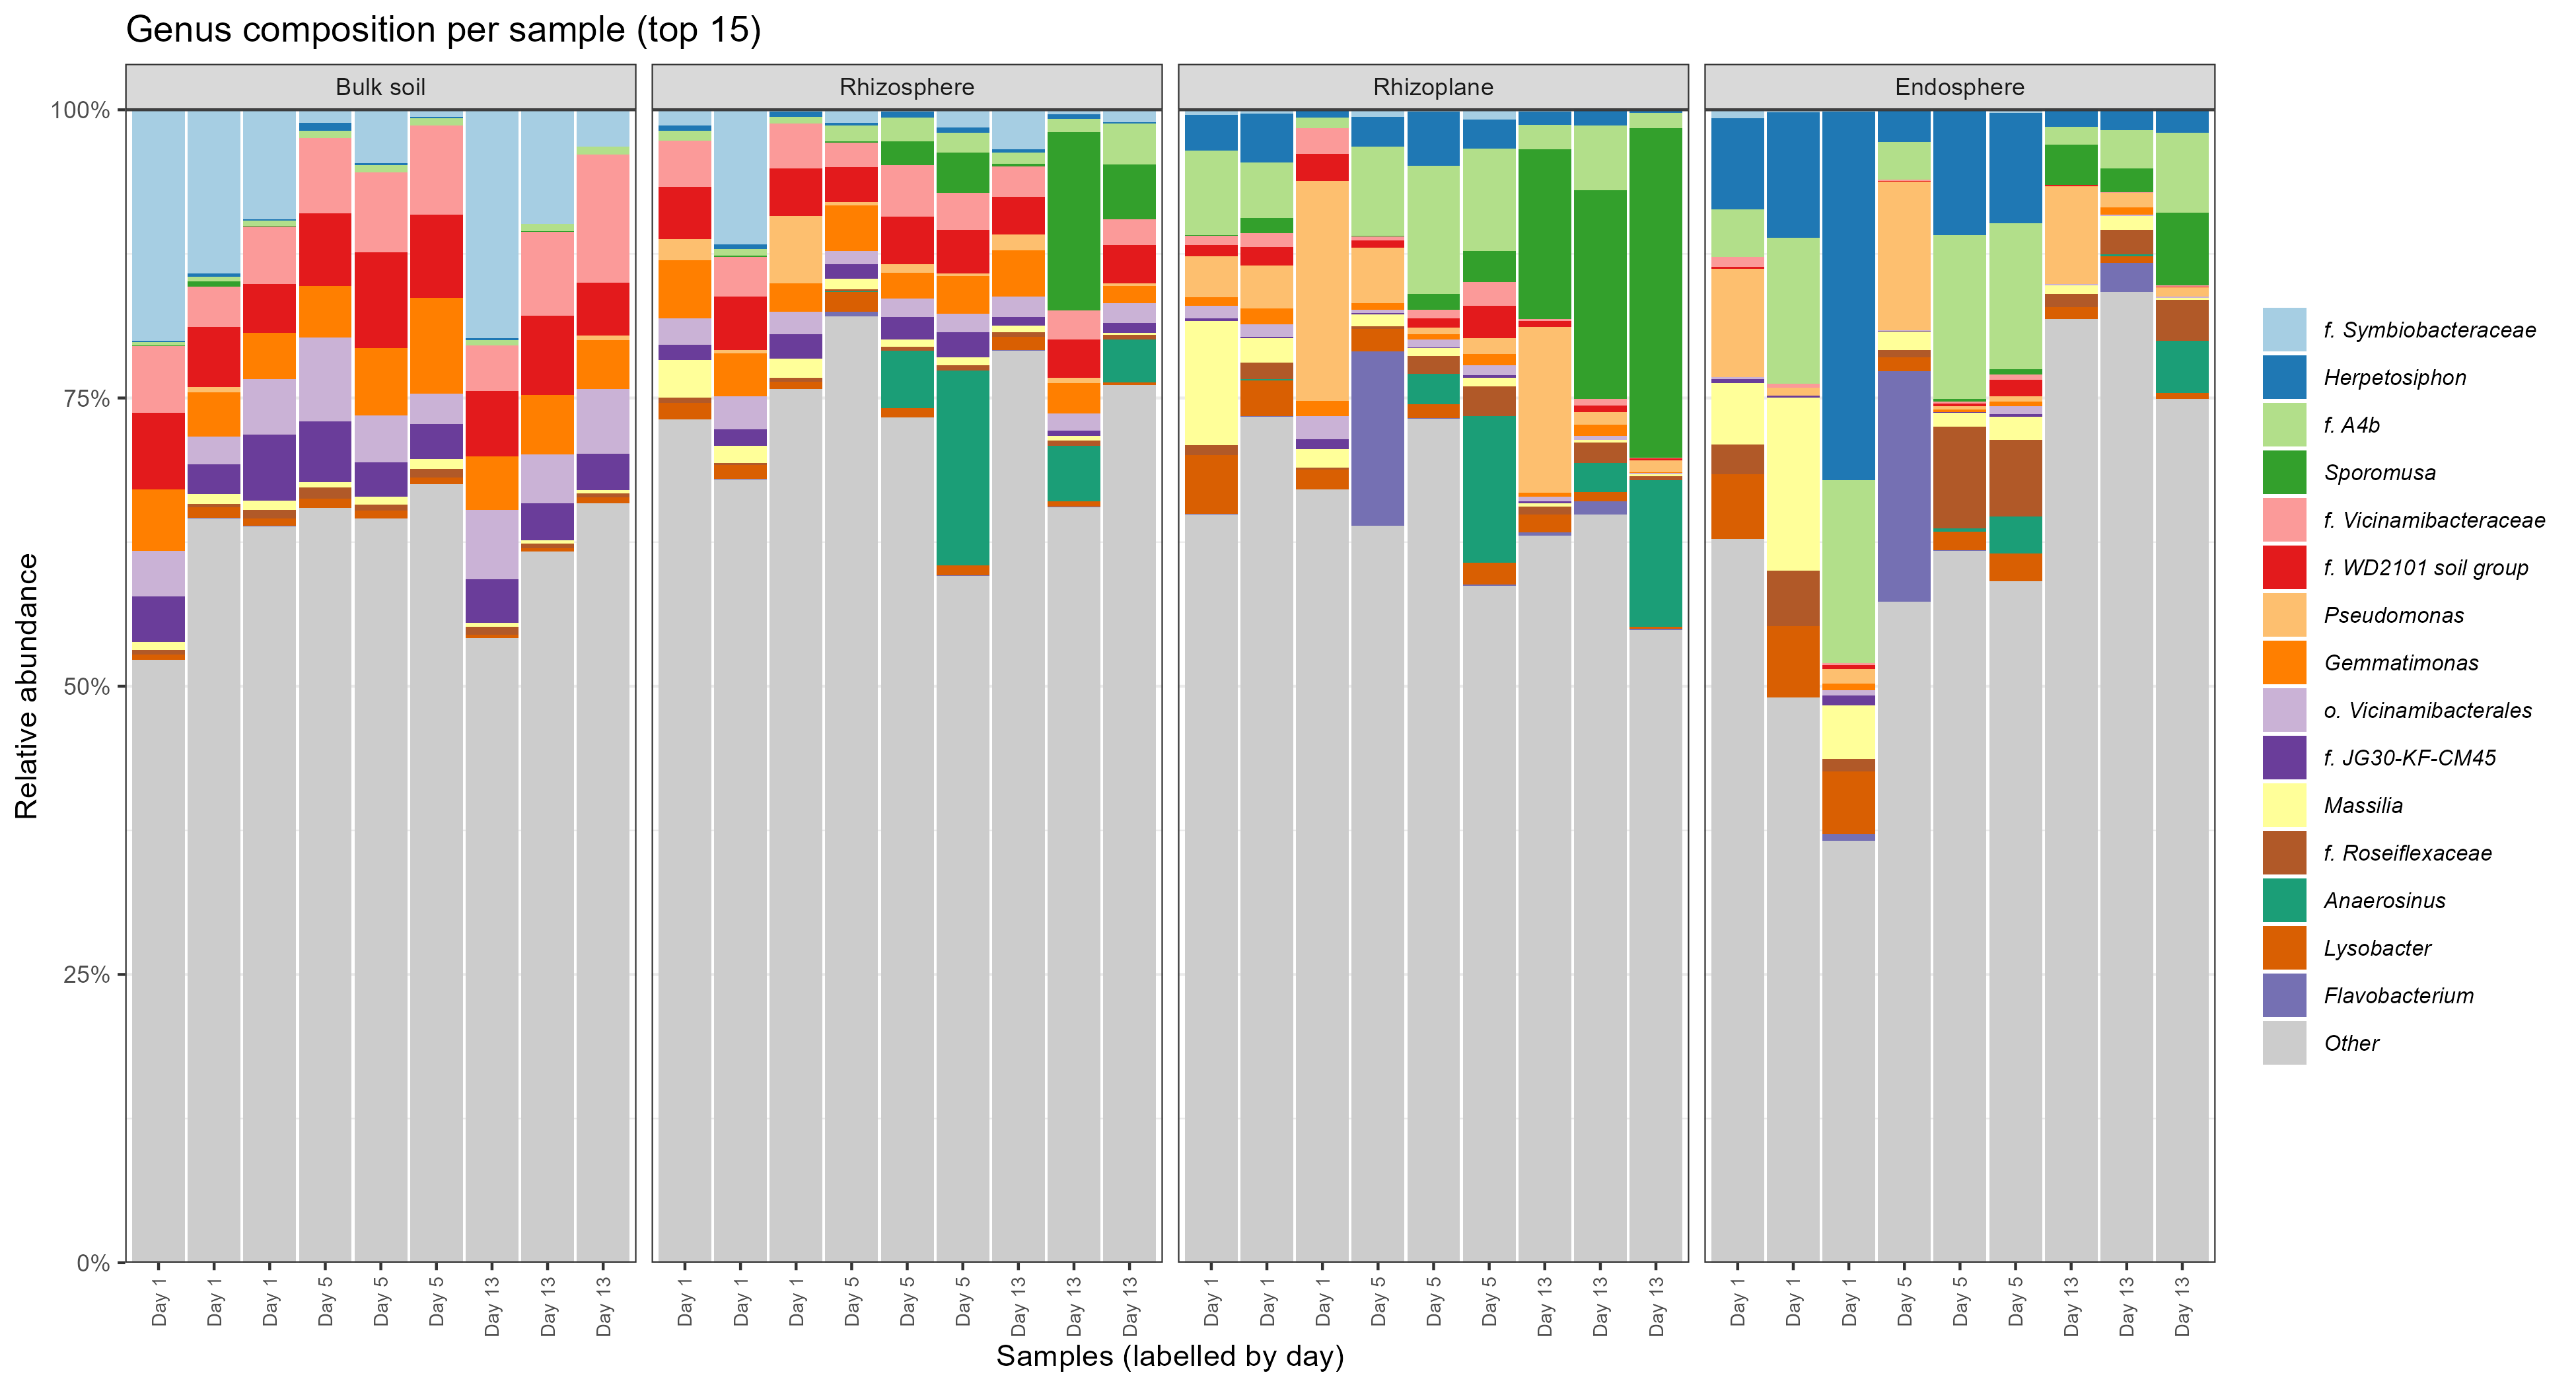 Genus composition per sample (top 15)
Bulk soil
Rhizosphere
Rhizoplane
Endosphere
Relative abundance
100%
75%
50%
25%
0%
Day 1 Day 1 Day 1 Day 5 Day 5 Day 5 Day 13 Day 13 Day 13
Day 1 Day 1 Day 1 Day 5 Day 5 Day 5 Day 13 Day 13 Day 13
Day 1 Day 1 Day 1 Day 5 Day 5 Day 5 Day 13 Day 13 Day 13
Day 1 Day 1 Day 1 Day 5 Day 5 Day 5 Day 13 Day 13 Day 13
Samples (labelled by day)
f. Symbiobacteraceae
Herpetosiphon
f. A4b
Sporomusa
f. Vicinamibacteraceae
f. WD2101 soil group
Pseudomonas
Gemmatimonas
o. Vicinamibacterales
f. JG30-KF-CM45
Massilia
f. Roseiflexaceae
Anaerosinus
Lysobacter
Flavobacterium
Other